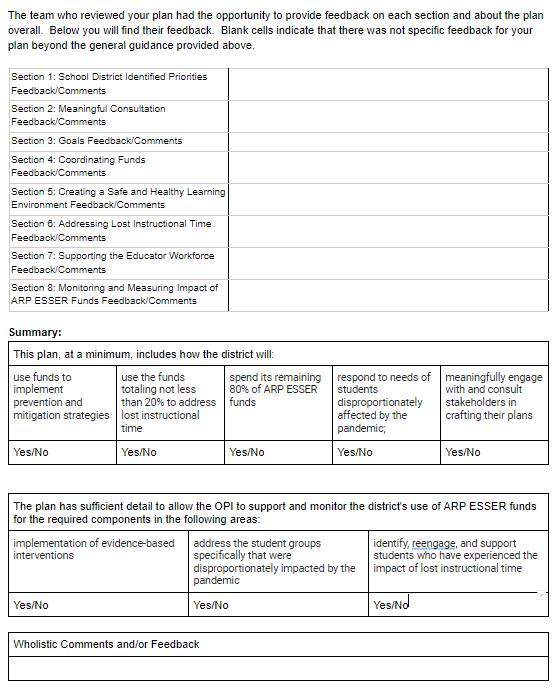 The team who reviewed your plan had the opportunity to provide feedback on each section and about the plan
overall.  Below you will find their feedback.  Blank cells indicate that there was not specific feedback for your
plan beyond the general guidance provided above.
Section 1: School District Identified Priorities
Feedback/Comments
Section 2: Meaningful Consultation
Feedback/Comments
Section 3: Goals Feedback/Comments
Section 4: Coordinating Funds
Feedback/Comments
Section 5: Creating a Safe and Healthy Learning
Environment Feedback/Comments
Section 6: Addressing Lost Instructional Time
Feedback/Comments
Section 7: Supporting the Educator Workforce
Feedback/Comments
Section 8: Monitoring and Measuring Impact of
ARP ESSER Funds Feedback/Comments
Summary:
This plan, at a minimum, includes how the district will:
use funds to
implement
prevention and
mitigation strategies
use the funds
totaling not less
than 20% to address
lost instructional
time
spend its remaining
80% of ARP ESSER
funds
respond to needs of
students
disproportionately
affected by the
pandemic;
meaningfully engage
with and consult
stakeholders in
crafting their plans
Yes/No
Yes/No
Yes/No
Yes/No
Yes/No
The plan has sufficient detail to allow the OPI to support and monitor the district's use of ARP ESSER funds
for the required components in the following areas:
implementation of evidence-based
interventions
address the student groups
specifically that were
disproportionately impacted by the
pandemic
identify, reengage, and support
students who have experienced the
impact of lost instructional time
Yes/No
Yes/No
Yes/No
Wholistic Comments and/or Feedback